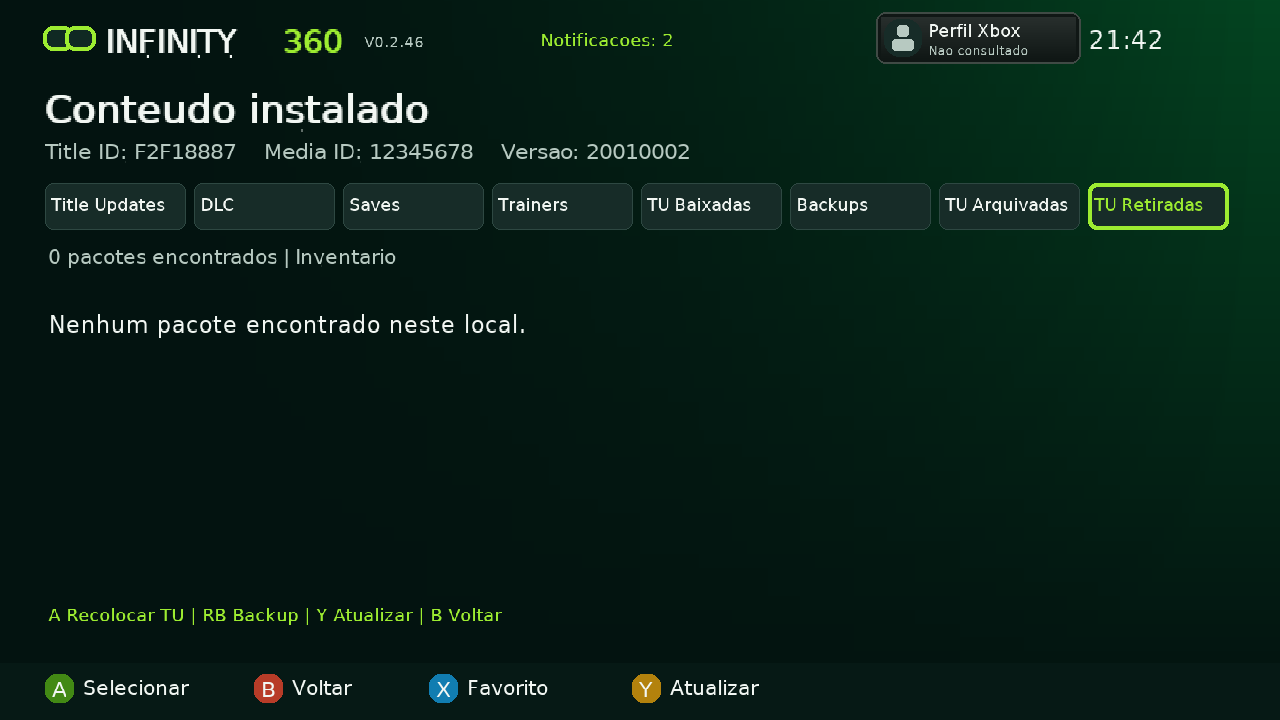 INFINITY 360 V0.2.46 Notificacoes: 2 Perfil Xbox 21:42
Nao consultado
Conteudo instalado
Title ID: F2F18887 Media ID: 12345678 Versao: 20010002
Title Updates DLC Saves Trainers TU Baixadas Backups TU Arquivadas TU Retiradas
0 pacotes encontrados | Inventario
Nenhum pacote encontrado neste local.
A Recolocar TU | RB Backup | Y Atualizar | B Voltar
A Selecionar B Voltar X Favorito Y Atualizar